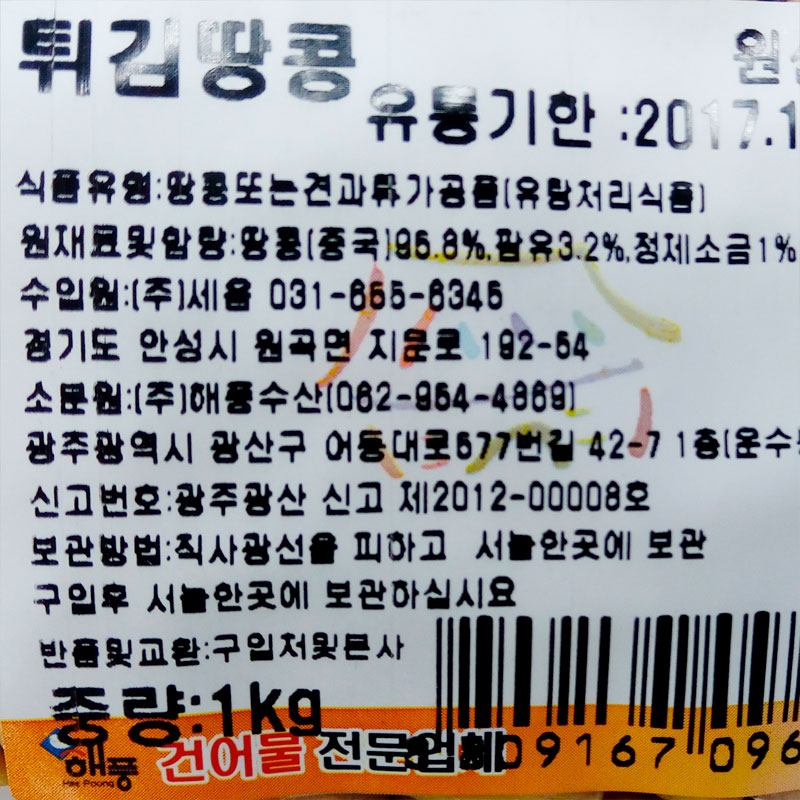 튀김땅콩
유통기한 :2017.1
식품유형:땅콩또는견과류가공품(유탕처리식품)
원재료및함량:땅콩(중국)95.8%,팜유3.2%,정제소금1%
수입원:(주)세율 031-655-6345
경기도 안성시 원곡면 지문로 192-54
소분원:(주)해풍수산(062-954-4869)
광주광역시 광산구 어등대로577번길 42-7 1층(운수
신고번호:광주광산 신고 제2012-00008호
보관방법:직사광선을 피하고 서늘한곳에 보관
구입후 서늘한곳에 보관하십시요
반품및교환:구입처및본사
중량:1kg
해풍
Hae Poong
건어물 전문업체
09167 096